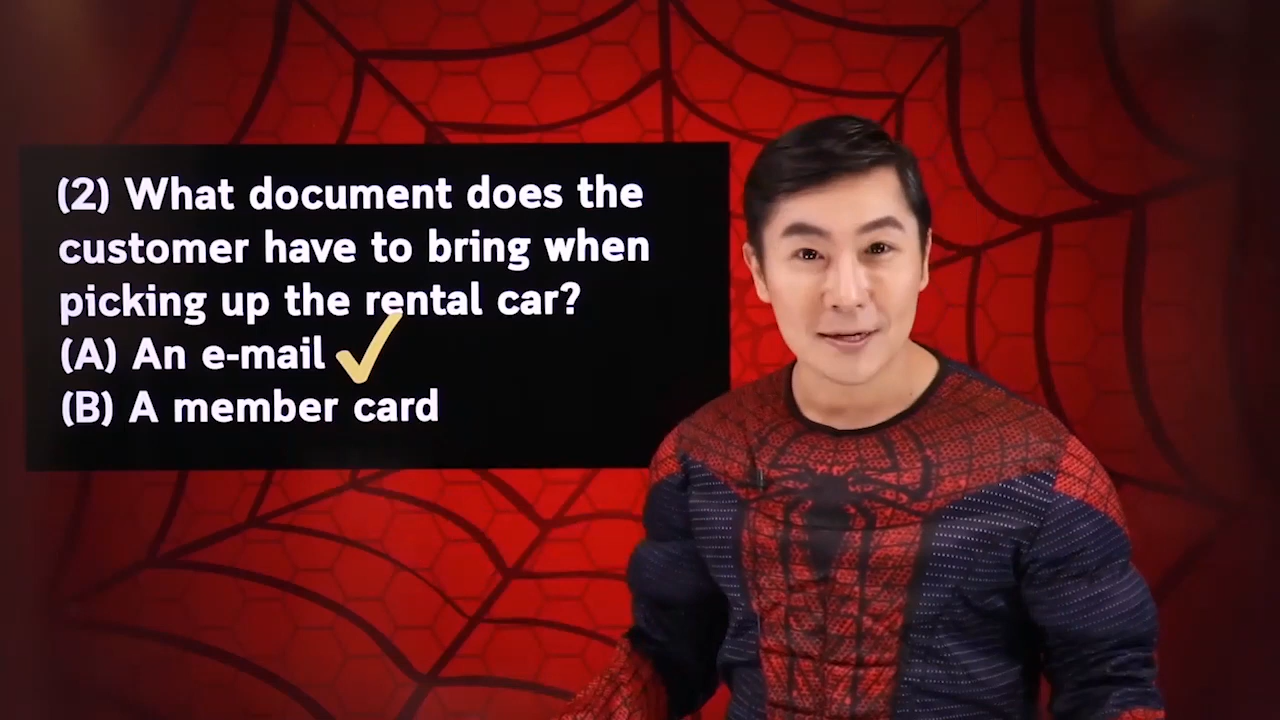 (2) What document does the
customer have to bring when
picking up the rental car?
(A) An e-mail
(B) A member card